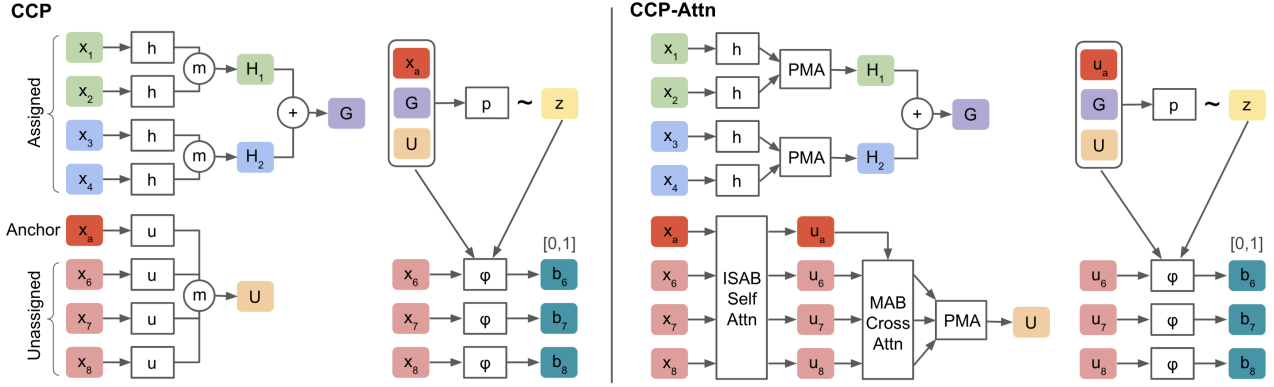 CCP
Assigned
x1 h
x2 h
m H1
x3 h
x4 h
m H2
+ G
Anchor xa u
Unassigned
x6 u
x7 u
x8 u
m U
xa
G p ~ z
U
[0,1]
x6 φ b6
x7 φ b7
x8 φ b8
CCP-Attn
x1 h
x2 h
PMA H1
x3 h
x4 h
PMA H2
+ G
xa ua
x6 u6
x7 u7
x8 u8
ISAB
Self
Attn
MAB
Cross
Attn
PMA U
ua
G p ~ z
U
[0,1]
u6 φ b6
u7 φ b7
u8 φ b8